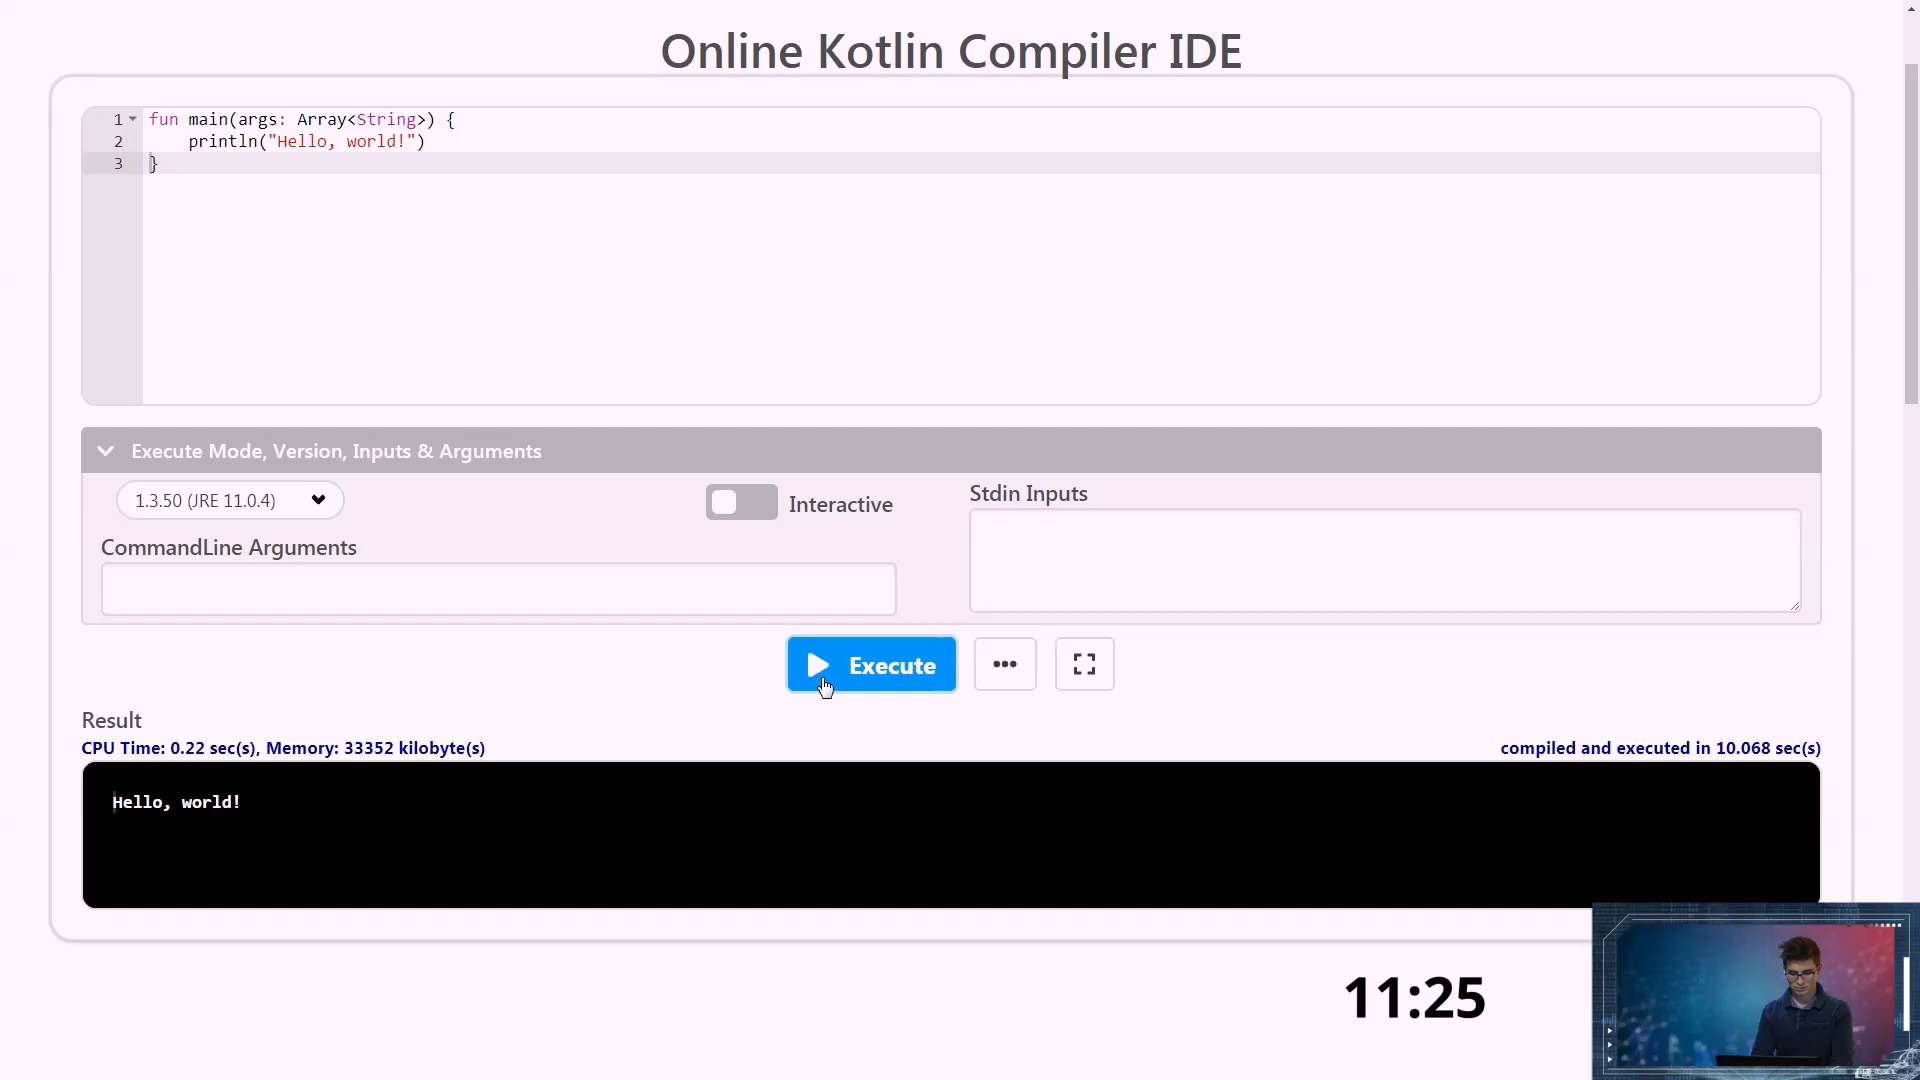 Online Kotlin Compiler IDE
1 fun main(args: Array<String>) {
2 println("Hello, world!")
3 }
Execute Mode, Version, Inputs & Arguments
1.3.50 (JRE 11.0.4)
Interactive
Stdin Inputs
CommandLine Arguments
Execute
Result
CPU Time: 0.22 sec(s), Memory: 33352 kilobyte(s)
compiled and executed in 10.068 sec(s)
Hello, world!
11:25